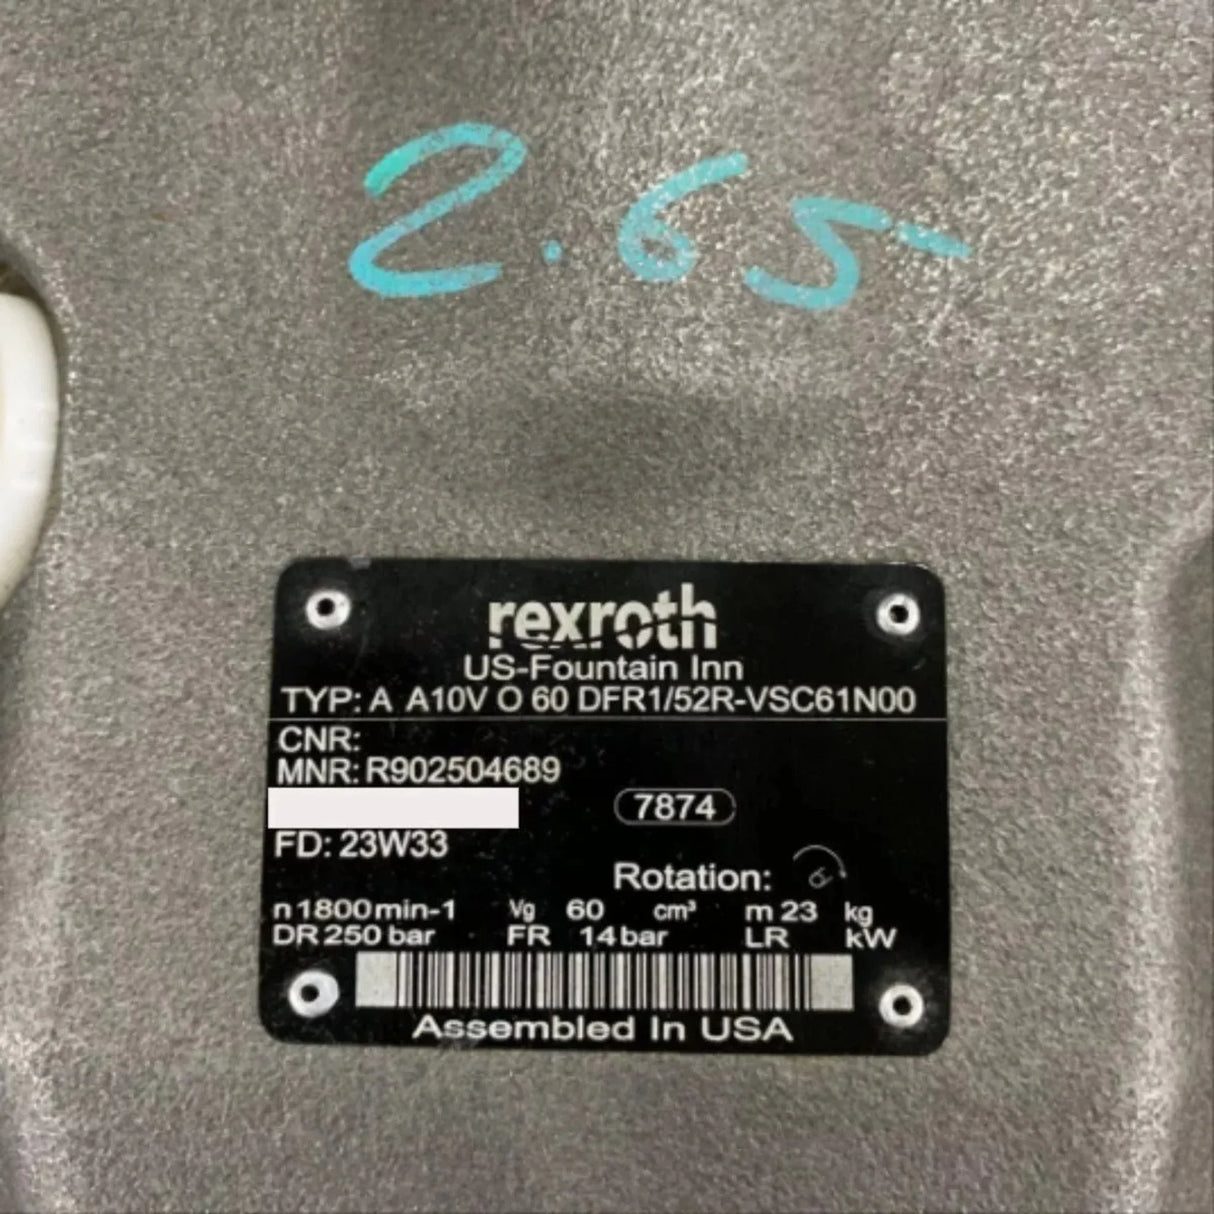 2.65
rexroth
US-Fountain Inn
TYP: A A10V O 60 DFR1/52R-VSC61N00
CNR:
MNR: R902504689
7874
FD: 23W33
Rotation:
n 1800 min-1 Vg 60 cm³ m 23 kg
DR 250 bar FR 14 bar LR kW
Assembled In USA